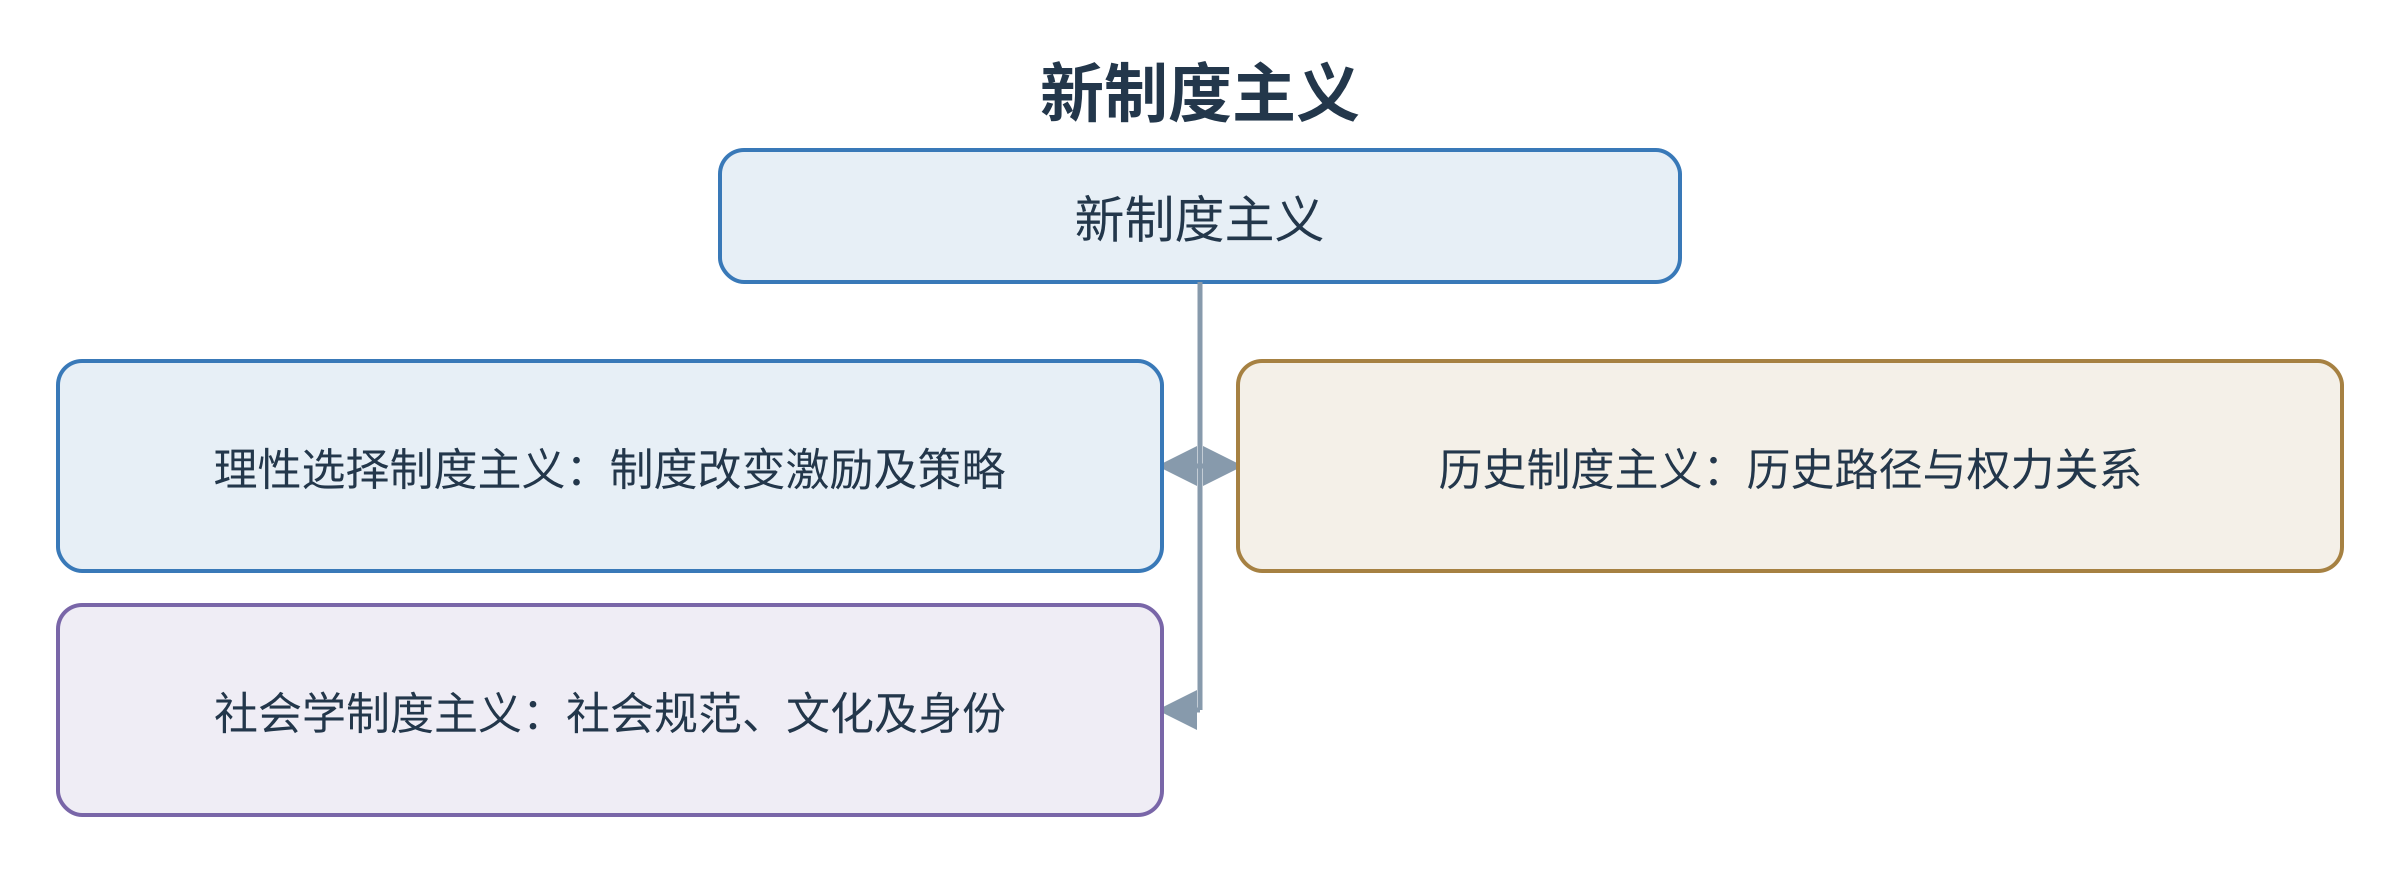 新制度主义
新制度主义
理性选择制度主义：制度改变激励及策略
历史制度主义：历史路径与权力关系
社会学制度主义：社会规范、文化及身份